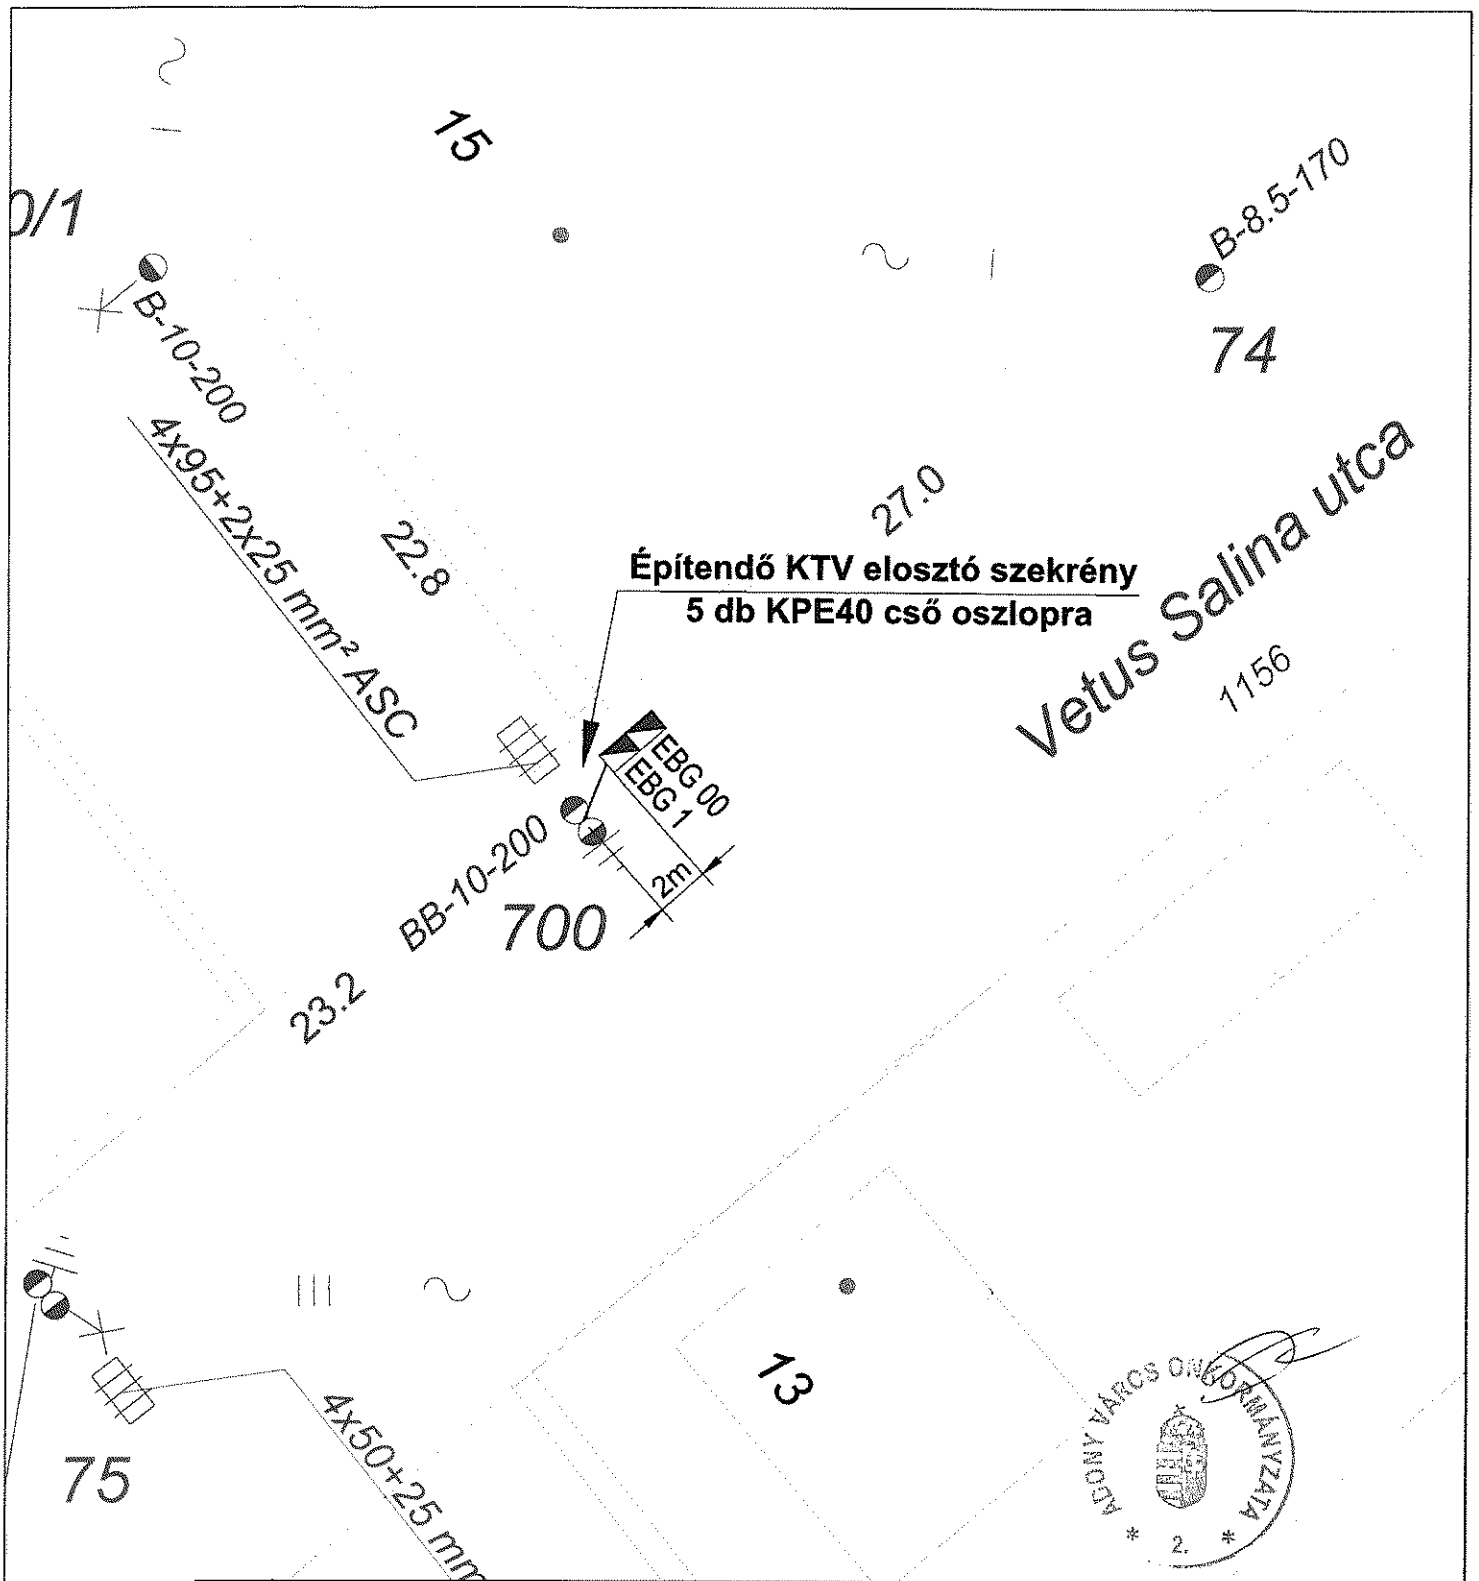 15
0/1
B-8.5-170
B-10-200
74
4x95+2x25 mm² ASC
22.8
27.0
Építendő KTV elosztó szekrény
5 db KPE40 cső oszlopra
Vetus Salina utca
1156
EBG 00
EBG 1
2m
BB-10-200
700
23.2
13
75
4x50+25 mm
ADONY VÁROS ÖNKORMÁNYZATA
* 2. *